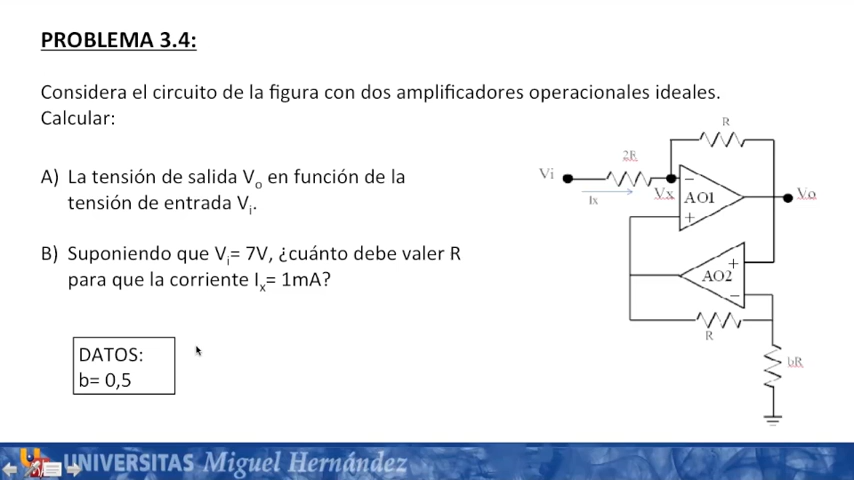 PROBLEMA 3.4:
Considera el circuito de la figura con dos amplificadores operacionales ideales.
Calcular:
A) La tensión de salida Vo en función de la
tensión de entrada Vi.
B) Suponiendo que Vi= 7V, ¿cuánto debe valer R
para que la corriente Ix= 1mA?
DATOS:
b= 0,5
R
2R
Vi
Ix
Vx
−
AO1
+
Vo
+
AO2
−
R
bR
UNIVERSITAS Miguel Hernández